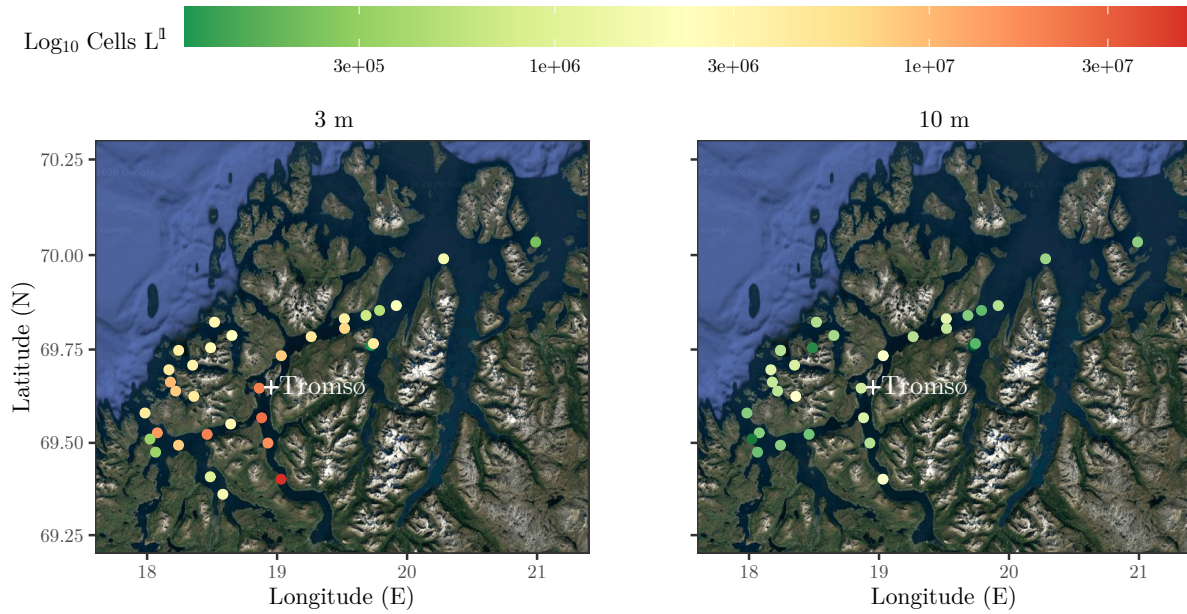 Log₁₀ Cells L⁻¹
3e+05 1e+06 3e+06 1e+07 3e+07
3 m 10 m
70.25
70.00
69.75
69.50
69.25
Latitude (N)
+Tromsø +Tromsø
18 19 20 21 18 19 20 21
Longitude (E) Longitude (E)